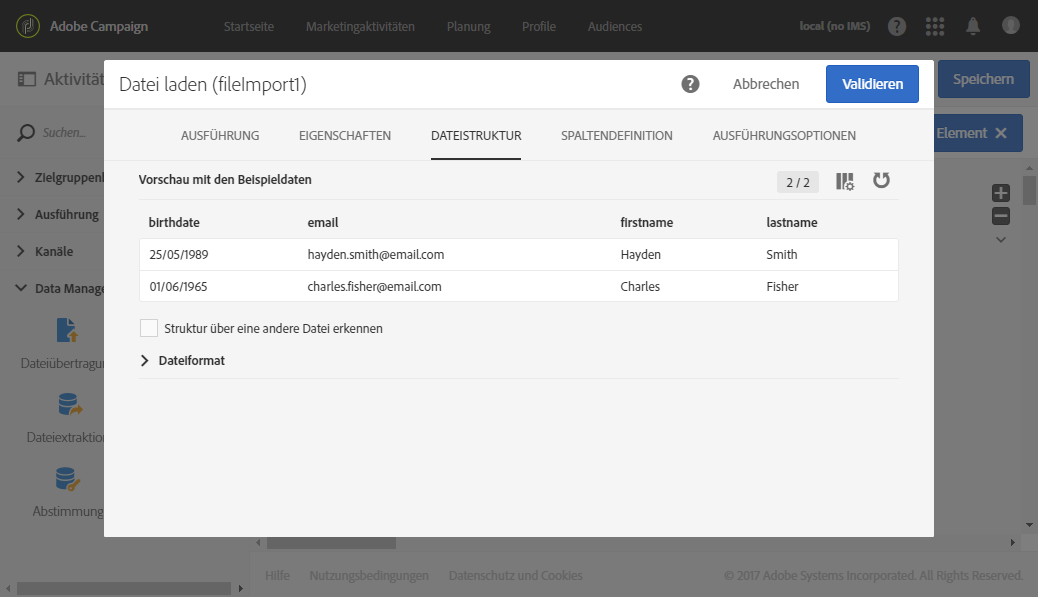 Adobe Campaign Startseite Marketingaktivitäten Planung Profile Audiences local (no IMS)
Aktivität Speichern
Datei laden (fileImport1) Abbrechen Validieren
Suchen... Element
AUSFÜHRUNG EIGENSCHAFTEN DATEISTRUKTUR SPALTENDEFINITION AUSFÜHRUNGSOPTIONEN
Vorschau mit den Beispieldaten 2 / 2
birthdate email firstname lastname
25/05/1989 hayden.smith@email.com Hayden Smith
01/06/1965 charles.fisher@email.com Charles Fisher
Struktur über eine andere Datei erkennen
Dateiformat
Zielgruppenb
Ausführung
Kanäle
Data Manage
Dateiübertragun
Dateiextraktion
Abstimmung
Hilfe Nutzungsbedingungen Datenschutz und Cookies © 2017 Adobe Systems Incorporated. All Rights Reserved.